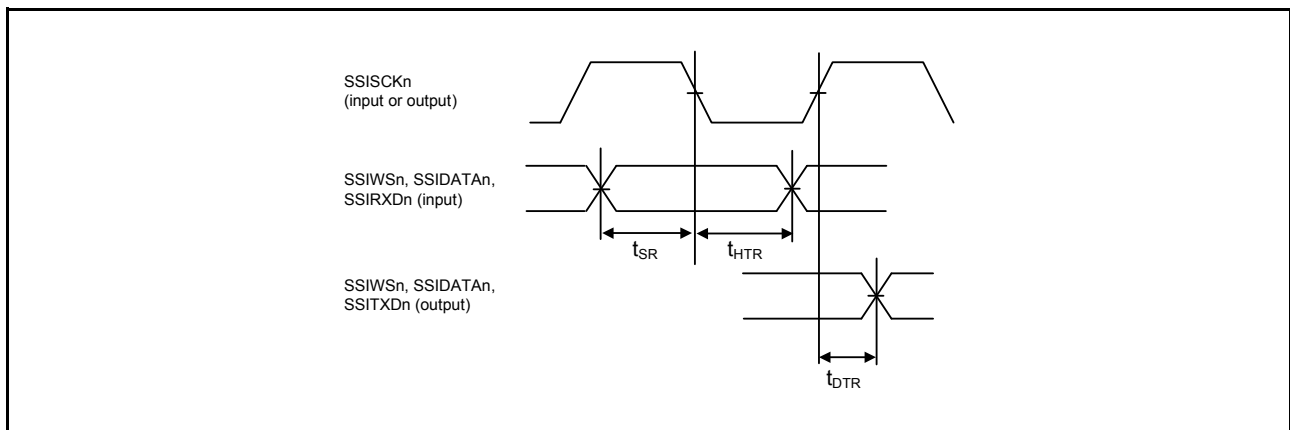 SSISCKn
(input or output)
SSIWSn, SSIDATAn,
SSIRXDn (input)
tSR
tHTR
SSIWSn, SSIDATAn,
SSITXDn (output)
tDTR